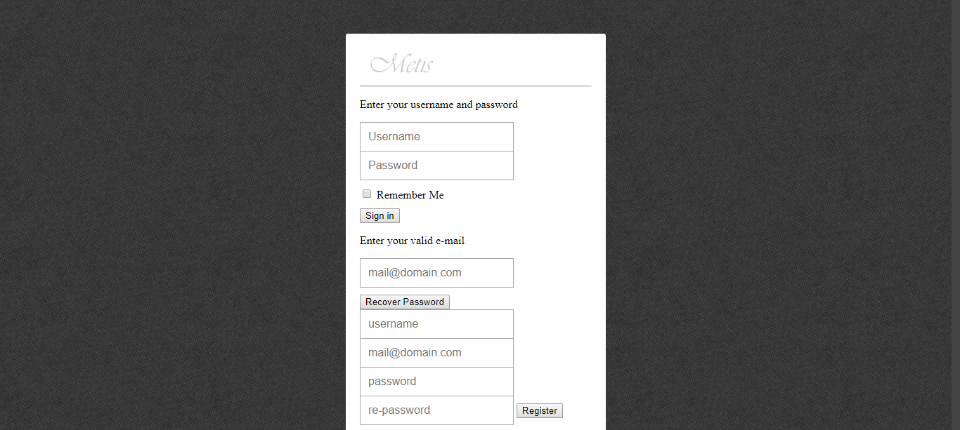 Metis
Enter your username and password
Username
Password
Remember Me
Sign in
Enter your valid e-mail
mail@domain.com
Recover Password
username
mail@domain.com
password
re-password Register